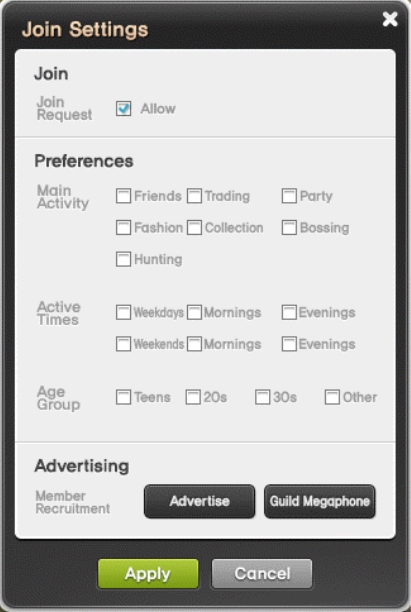 Join Settings
Join
Join
Request
Allow
Preferences
Main
Activity
Friends Trading Party
Fashion Collection Bossing
Hunting
Active
Times
Weekdays Mornings Evenings
Weekends Mornings Evenings
Age
Group
Teens 20s 30s Other
Advertising
Member
Recruitment
Advertise Guild Megaphone
Apply Cancel